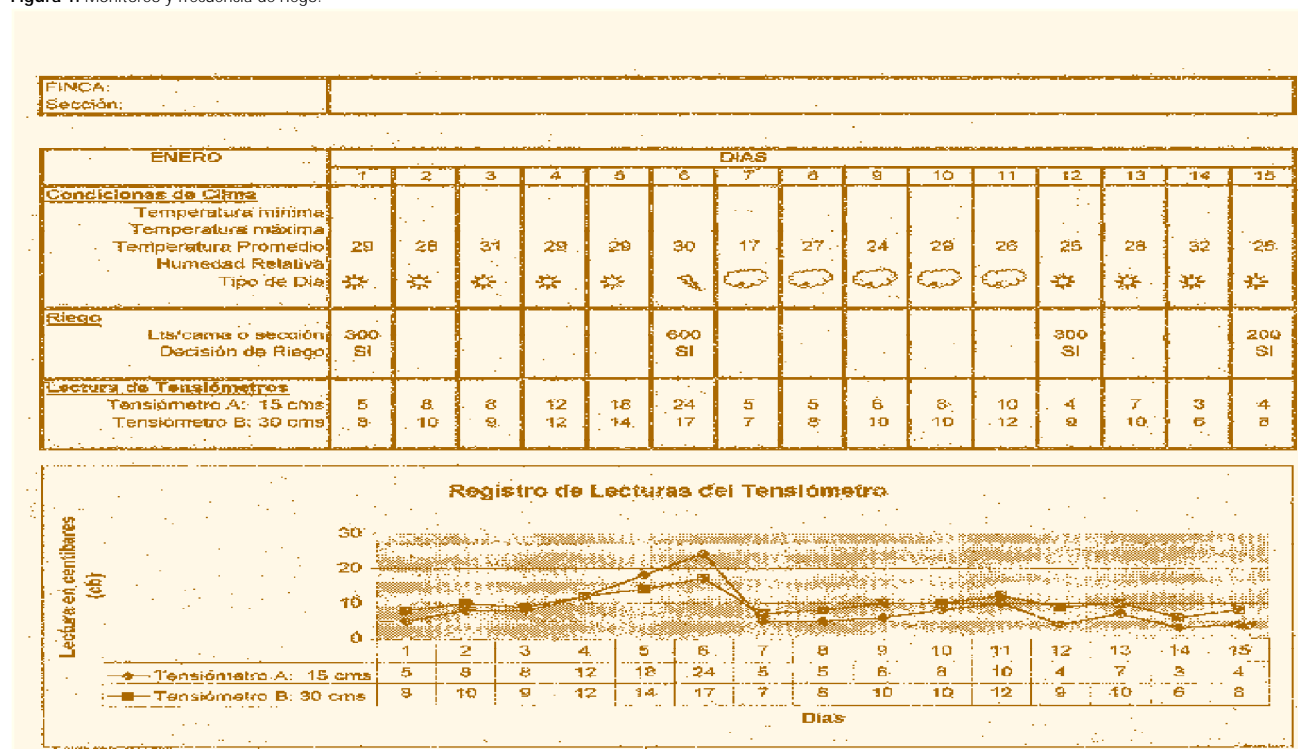 Figura 1. Monitoreo y frecuencia de riego.
FINCA:
Sección:
ENERO DIAS
1 2 3 4 5 6 7 8 9 10 11 12 13 14 15
Condiciones de Clima
Temperatura mínima
Temperatura máxima
Temperatura Promedio 29 28 31 29 29 30 17 27 24 29 26 25 28 32 25
Humedad Relativa
Tipo de Día
Riego
Lts/cama o sección 300 600 300 200
Decisión de Riego SI SI SI SI
Lectura de Tensiómetros
Tensiómetro A: 15 cms 5 8 8 12 18 24 5 5 6 8 10 4 7 3 4
Tensiómetro B: 30 cms 8 10 9 12 14 17 7 8 10 10 12 9 10 6 8
Registro de Lecturas del Tensiómetro
Lectura en centibares
(cb)
30
20
10
0
1 2 3 4 5 6 7 8 9 10 11 12 13 14 15
Tensiómetro A: 15 cms 5 8 8 12 18 24 5 5 6 8 10 4 7 3 4
Tensiómetro B: 30 cms 8 10 9 12 14 17 7 8 10 10 12 9 10 6 8
Días